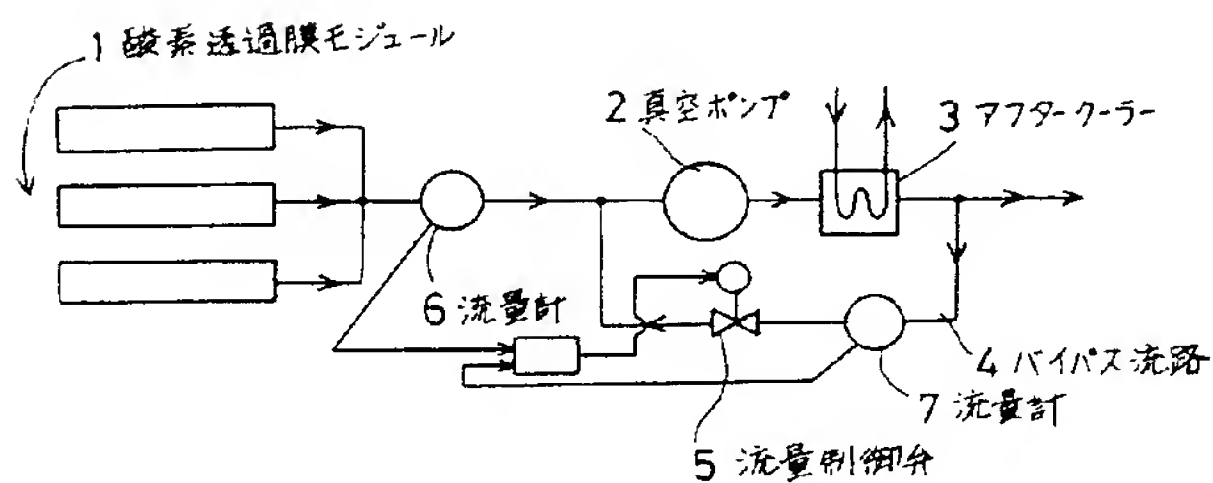 1 酸素透過膜モジュール
2 真空ポンプ
3 アフタークーラー
6 流量計
4 バイパス流路
7 流量計
5 流量制御弁